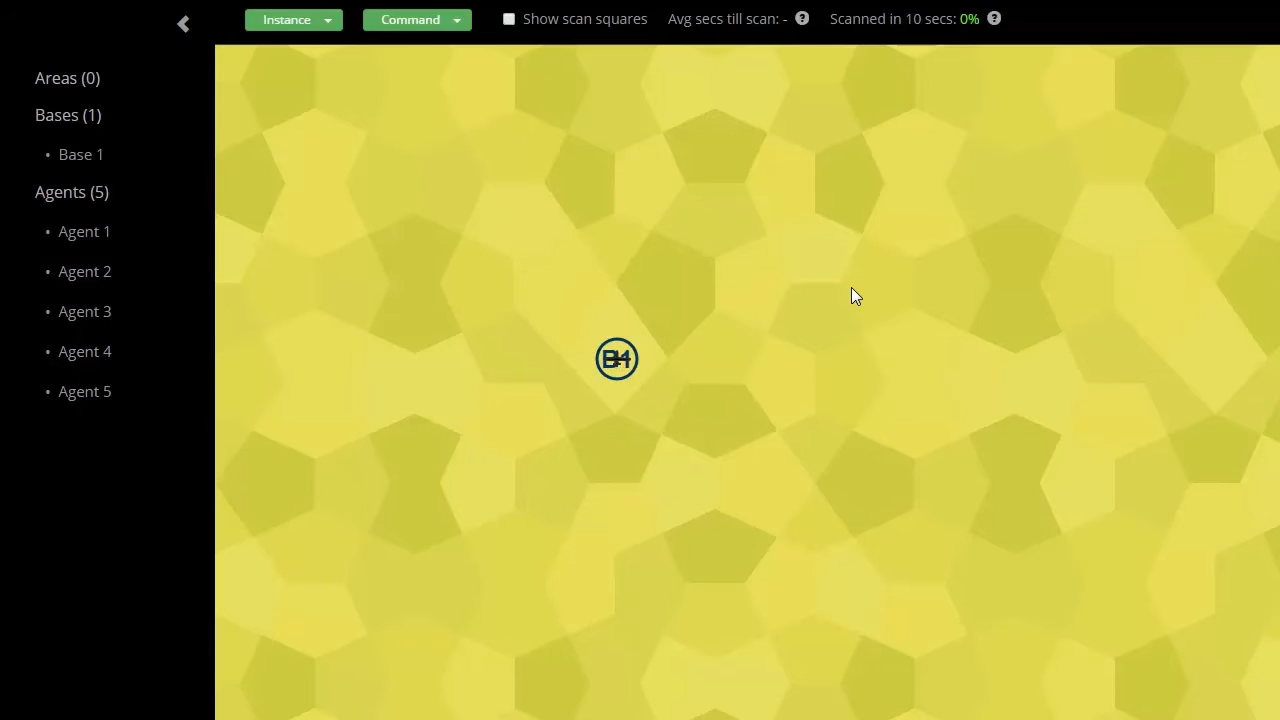 Instance Command Show scan squares Avg secs till scan: - ? Scanned in 10 secs: 0% ?
Areas (0)
Bases (1)
• Base 1
Agents (5)
• Agent 1
• Agent 2
• Agent 3
• Agent 4
• Agent 5